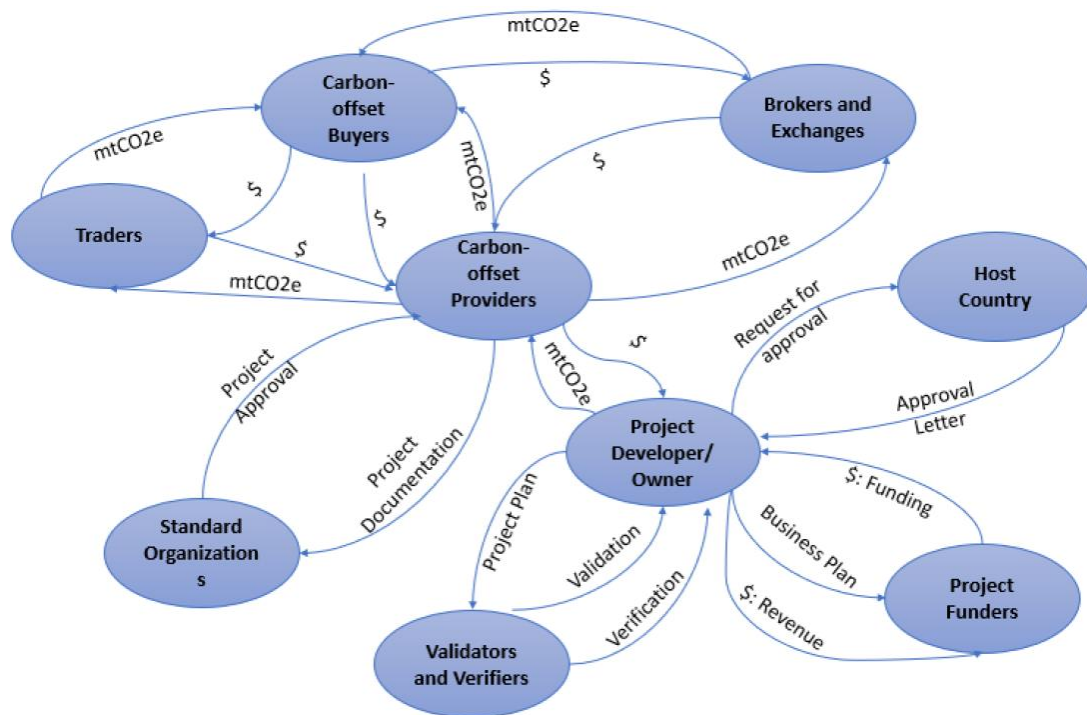 mtCO2e
$
Carbon-
offset
Buyers
Brokers and
Exchanges
mtCO2e
$
mtCO2e
$
$
Traders
$
mtCO2e
Carbon-
offset
Providers
mtCO2e
Host
Country
Request for
approval
$
mtCO2e
Project
Approval
Approval
Letter
Project
Developer/
Owner
Project
Documentation
$: Funding
Project Plan
Business Plan
Standard
Organization
s
Validation
Verification
$: Revenue
Project
Funders
Validators
and Verifiers